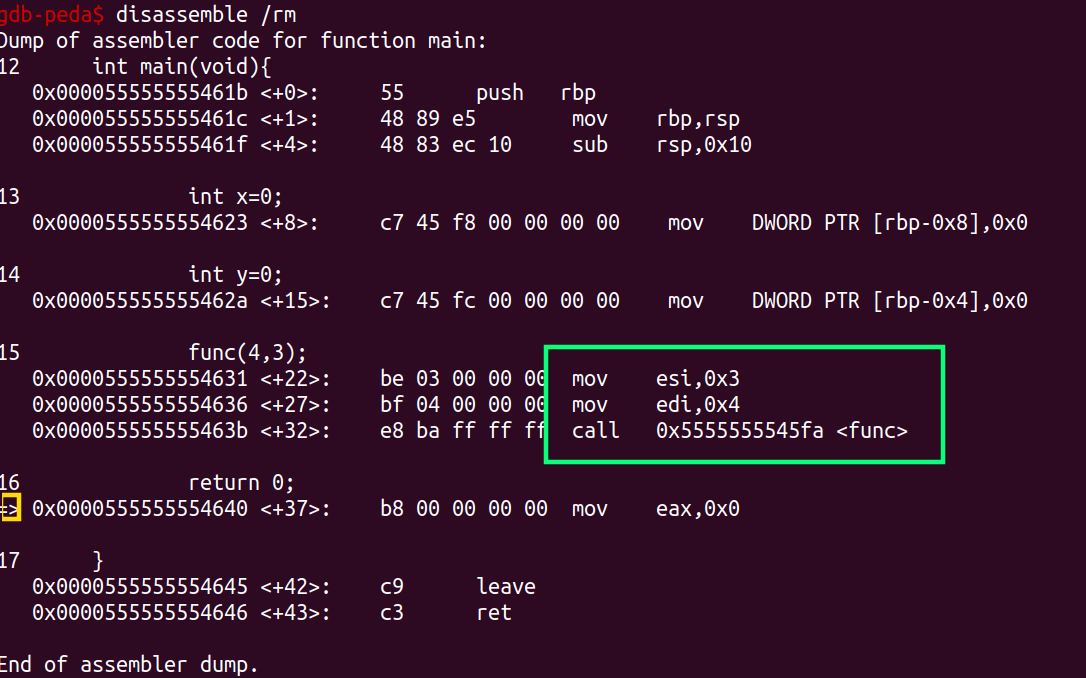 gdb-peda$ disassemble /rm
Dump of assembler code for function main:
12      int main(void){
   0x000055555555461b <+0>:     55      push   rbp
   0x000055555555461c <+1>:     48 89 e5        mov    rbp,rsp
   0x000055555555461f <+4>:     48 83 ec 10     sub    rsp,0x10
13              int x=0;
   0x0000555555554623 <+8>:     c7 45 f8 00 00 00 00    mov    DWORD PTR [rbp-0x8],0x0
14              int y=0;
   0x000055555555462a <+15>:    c7 45 fc 00 00 00 00    mov    DWORD PTR [rbp-0x4],0x0
15              func(4,3);
   0x0000555555554631 <+22>:    be 03 00 00 00  mov    esi,0x3
   0x0000555555554636 <+27>:    bf 04 00 00 00  mov    edi,0x4
   0x000055555555463b <+32>:    e8 ba ff ff ff  call   0x5555555545fa <func>
16              return 0;
=> 0x0000555555554640 <+37>:    b8 00 00 00 00  mov    eax,0x0
17      }
   0x0000555555554645 <+42>:    c9      leave
   0x0000555555554646 <+43>:    c3      ret
End of assembler dump.